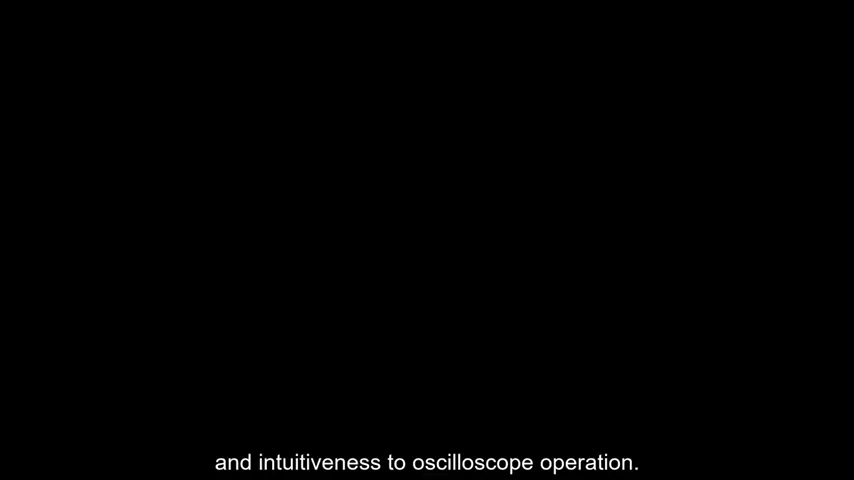 and intuitiveness to oscilloscope operation.